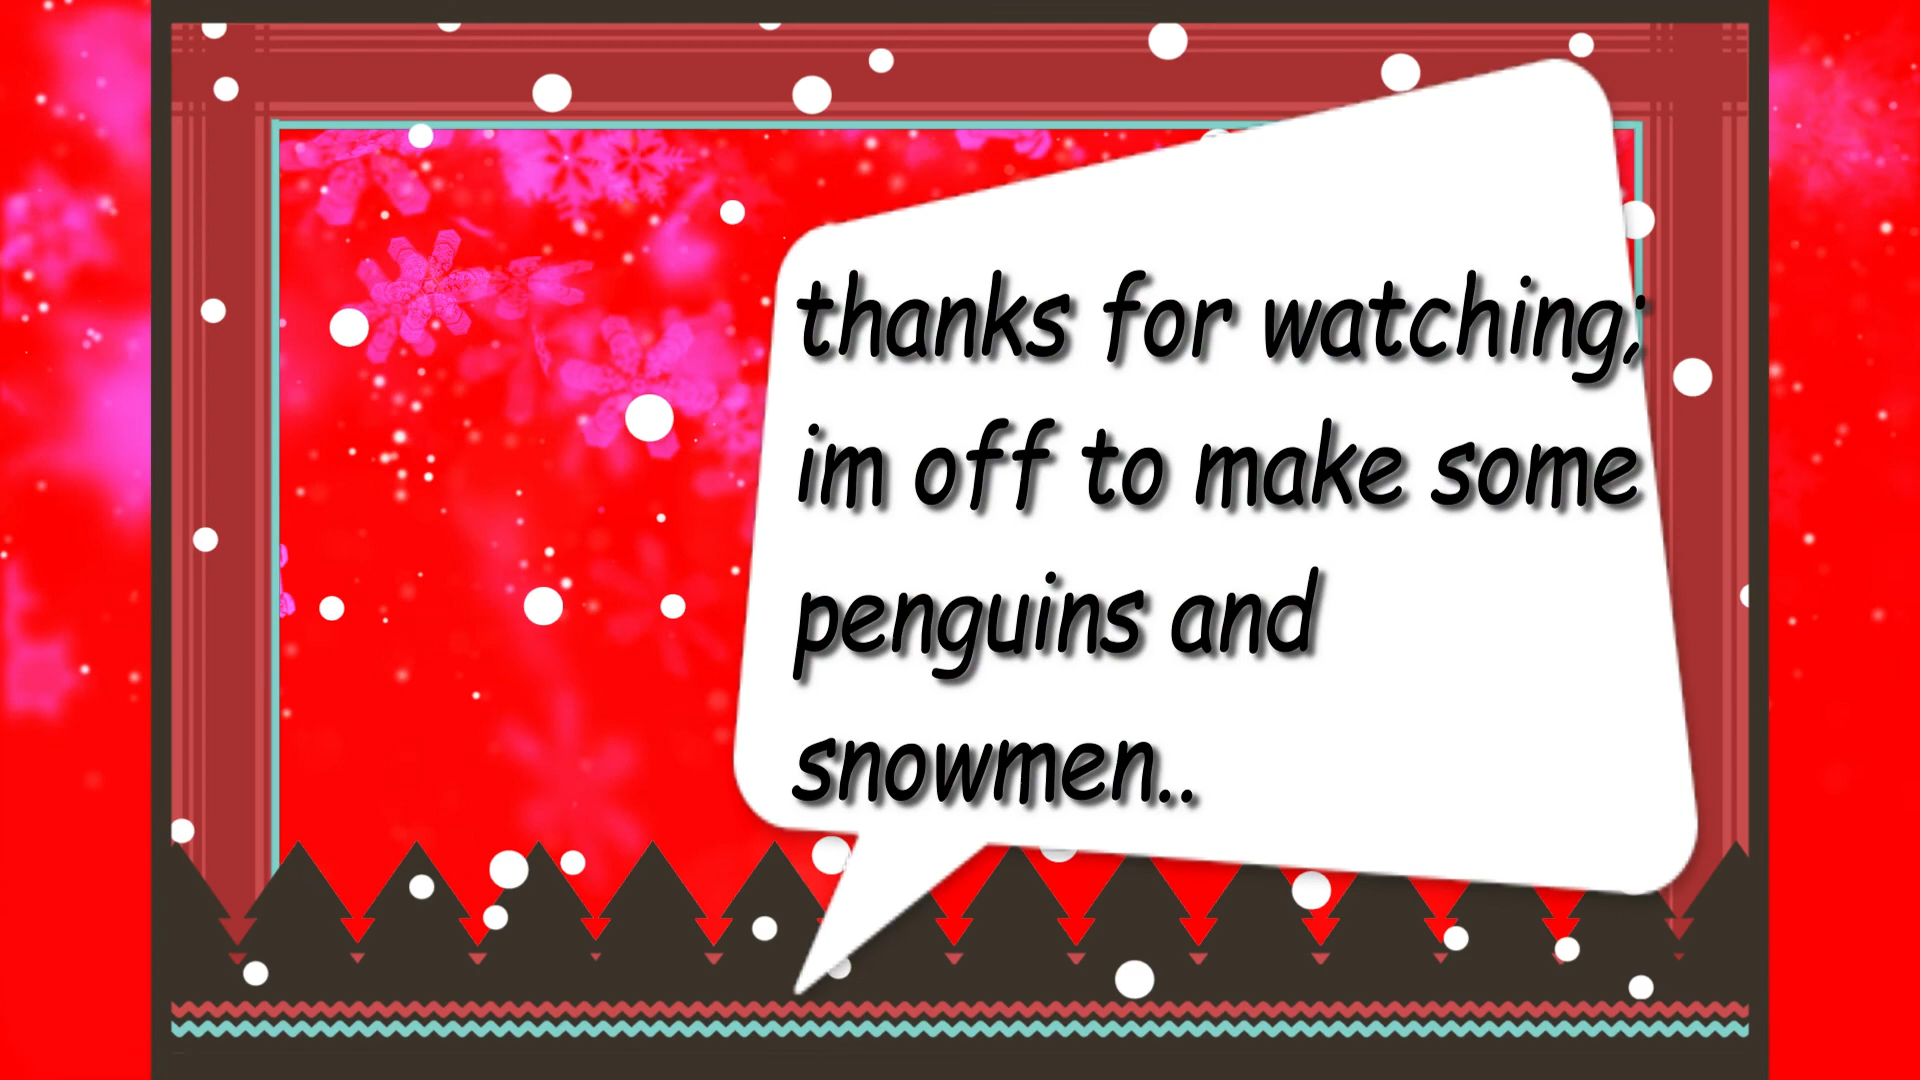 thanks for watching;
im off to make some
penguins and
snowmen..